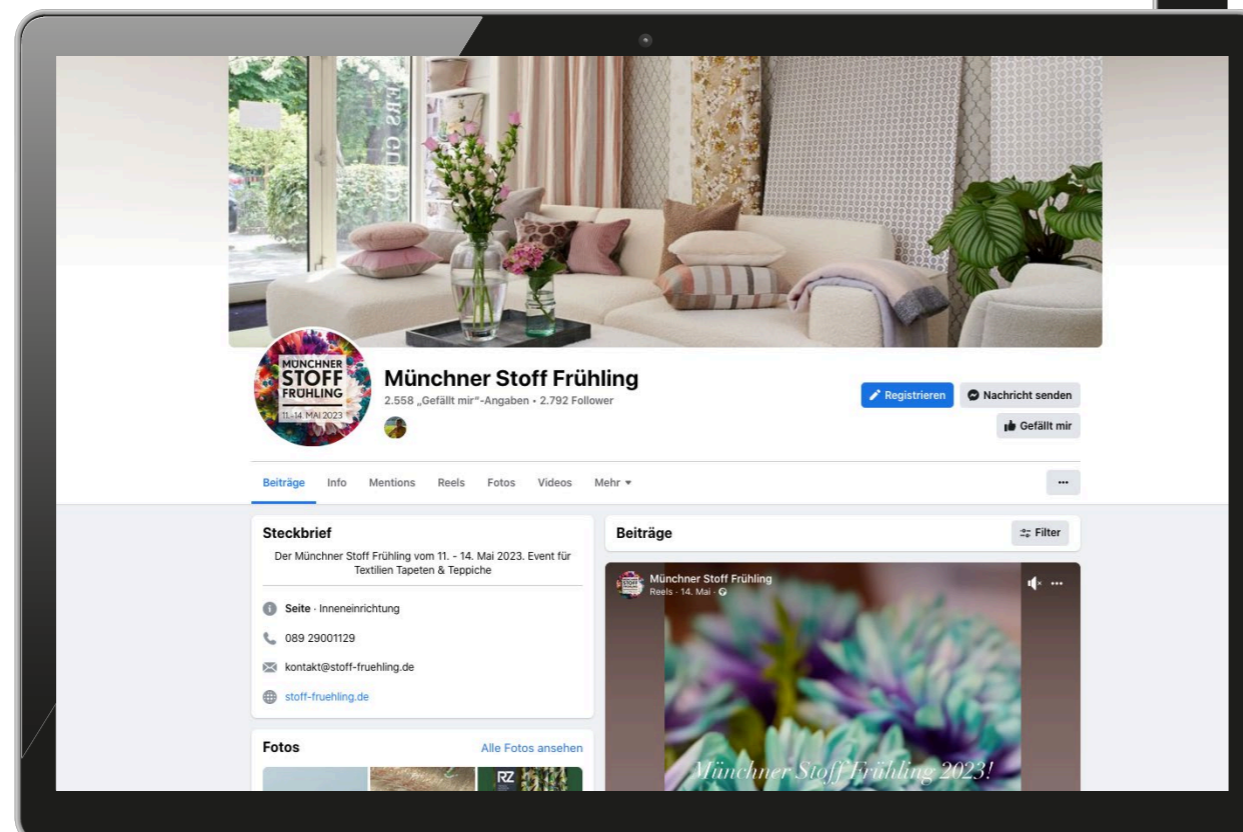 ERS GUILD
MÜNCHNER
STOFF
FRÜHLING
11.-14. MAI 2023
Münchner Stoff Frühling
2.558 „Gefällt mir“-Angaben • 2.792 Follower
Registrieren
Nachricht senden
Gefällt mir
Beiträge Info Mentions Reels Fotos Videos Mehr
Steckbrief
Der Münchner Stoff Frühling vom 11. - 14. Mai 2023. Event für
Textilien Tapeten & Teppiche
Seite · Inneneinrichtung
089 29001129
kontakt@stoff-fruehling.de
stoff-fruehling.de
Fotos
Alle Fotos ansehen
RZ
Beiträge
Filter
STOFF
Münchner Stoff Frühling
Reels · 14. Mai ·
Münchner Stoff Frühling 2023!